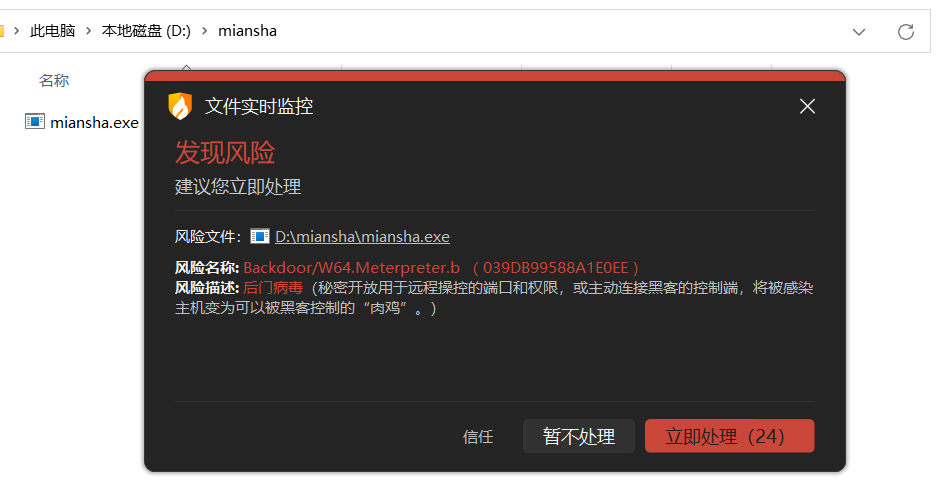 此电脑 > 本地磁盘 (D:) > miansha
名称
miansha.exe
文件实时监控
发现风险
建议您立即处理
风险文件: D:\miansha\miansha.exe
风险名称: Backdoor/W64.Meterpreter.b （039DB99588A1E0EE）
风险描述: 后门病毒（秘密开放用于远程操控的端口和权限，或主动连接黑客的控制端，将被感染
主机变为可以被黑客控制的“肉鸡”。）
信任 暂不处理 立即处理（24）